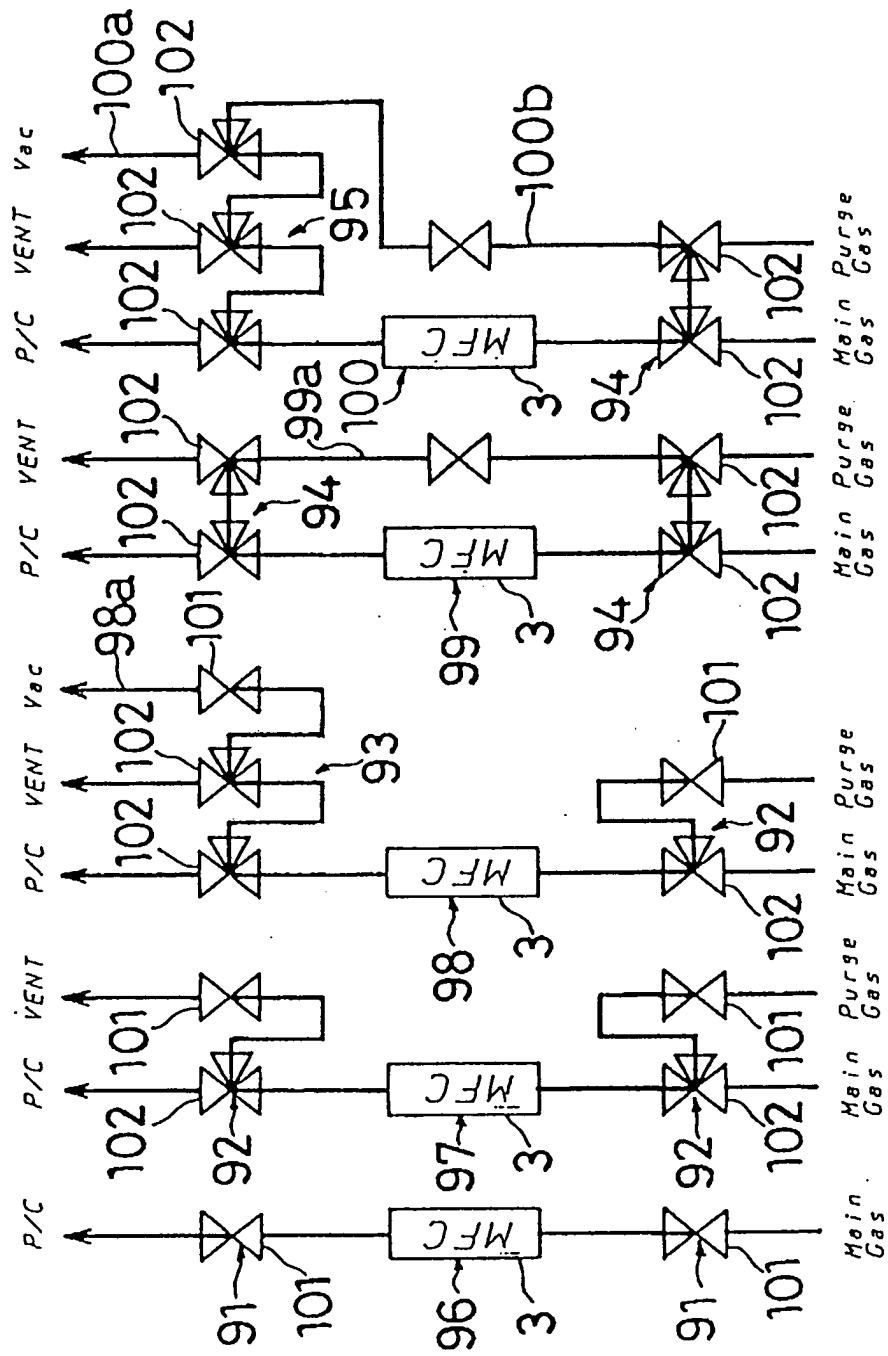 P/C
P/C VENT
P/C VENT Vac
P/C VENT
P/C VENT Vac
98a
100a
101
102
101
102
102
101
102
102
102
102
102
91
92
93
94
95
99a
100b
MFC
MFC
MFC
MFC
MFC
96
3
97
3
98
3
99
3
100
3
91
101
92
102
101
92
102
101
94
102
102
94
102
102
Main Gas
Main Gas
Purge Gas
Main Gas
Purge Gas
Main Gas
Purge Gas
Main Gas
Purge Gas